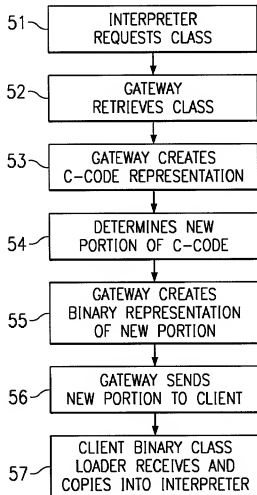 51
INTERPRETER
REQUESTS CLASS
52
GATEWAY
RETRIEVES CLASS
53
GATEWAY CREATES
C-CODE REPRESENTATION
54
DETERMINES NEW
PORTION OF C-CODE
55
GATEWAY CREATES
BINARY REPRESENTATION
OF NEW PORTION
56
GATEWAY SENDS
NEW PORTION TO CLIENT
57
CLIENT BINARY CLASS
LOADER RECEIVES AND
COPIES INTO INTERPRETER